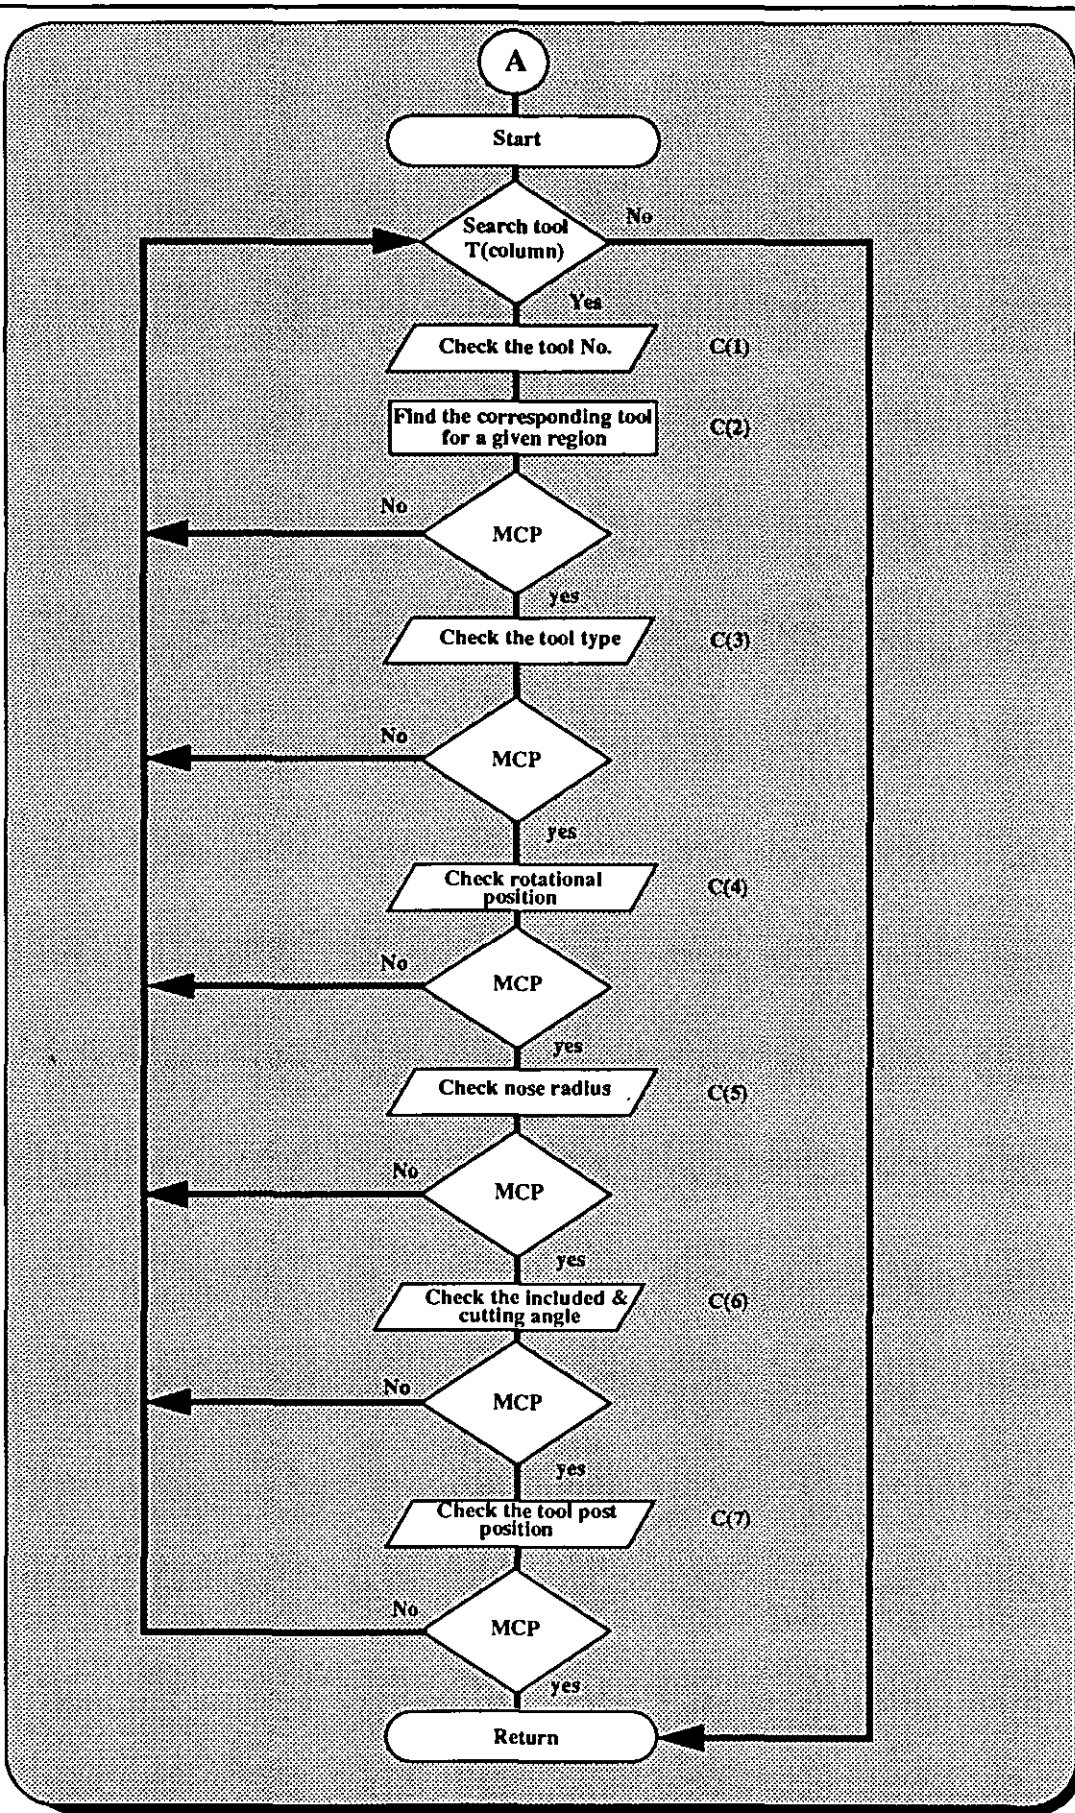 A
Start
Search tool
T(column)
No
Yes
Check the tool No.
C(1)
Find the corresponding tool
for a given region
C(2)
No
MCP
yes
Check the tool type
C(3)
No
MCP
yes
Check rotational
position
C(4)
No
MCP
yes
Check nose radius
C(5)
No
MCP
yes
Check the included &
cutting angle
C(6)
No
MCP
yes
Check the tool post
position
C(7)
No
MCP
yes
Return